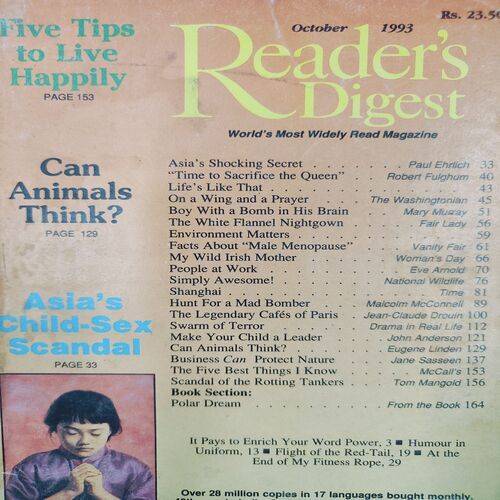 Five Tips
to Live
Happily
PAGE 153
Can
Animals
Think?
PAGE 129
Asia's
Child-Sex
Scandal
PAGE 33
Rs. 23.50
October 1993
Reader's
Digest
World's Most Widely Read Magazine
Asia's Shocking Secret . . . . . . . . Paul Ehrlich 33
"Time to Sacrifice the Queen" . . . . Robert Fulghum 40
Life's Like That . . . . . . . . . . . . . . . 43
On a Wing and a Prayer . . . . . The Washingtonian 45
Boy With a Bomb in His Brain . . . . . Mary Murray 51
The White Flannel Nightgown . . . . . . Fair Lady 56
Environment Matters . . . . . . . . . . . . . 59
Facts About "Male Menopause" . . . . . Vanity Fair 61
My Wild Irish Mother . . . . . . . . Woman's Day 66
People at Work . . . . . . . . . . . Eve Arnold 70
Simply Awesome! . . . . . . . . National Wildlife 76
Shanghai . . . . . . . . . . . . . . . . Time 81
Hunt For a Mad Bomber . . . . . Malcolm McConnell 89
The Legendary Cafés of Paris . . Jean-Claude Drouin 100
Swarm of Terror . . . . . . . . Drama in Real Life 112
Make Your Child a Leader . . . . . John Anderson 121
Can Animals Think? . . . . . . . . Eugene Linden 129
Business Can Protect Nature . . . . Jane Sasseen 137
The Five Best Things I Know . . . . . McCall's 153
Scandal of the Rotting Tankers . . . . Tom Mangold 156
Book Section:
Polar Dream . . . . . . . . . . . From the Book 164
It Pays to Enrich Your Word Power, 3 ■ Humour in
Uniform, 13 ■ Flight of the Red-Tail, 19 ■ At the
End of My Fitness Rope, 29
Over 28 million copies in 17 languages bought monthly.